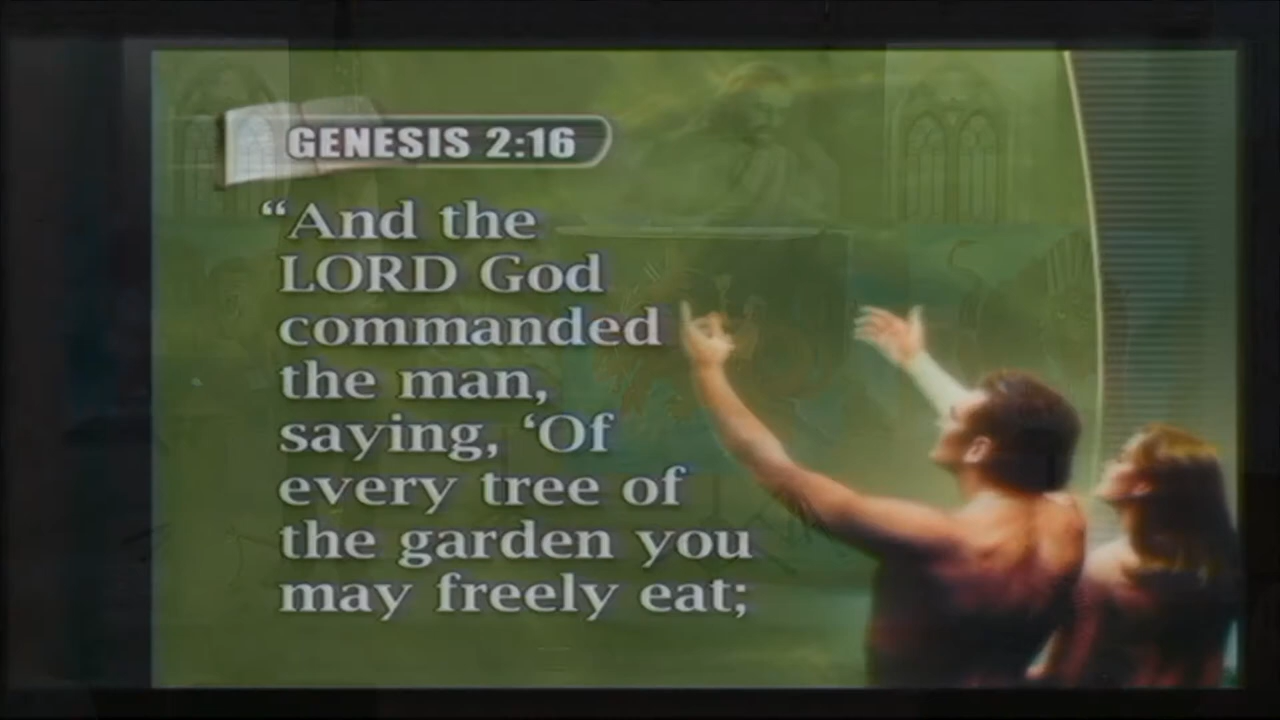 GENESIS 2:16
“And the
LORD God
commanded
the man,
saying, ‘Of
every tree of
the garden you
may freely eat;